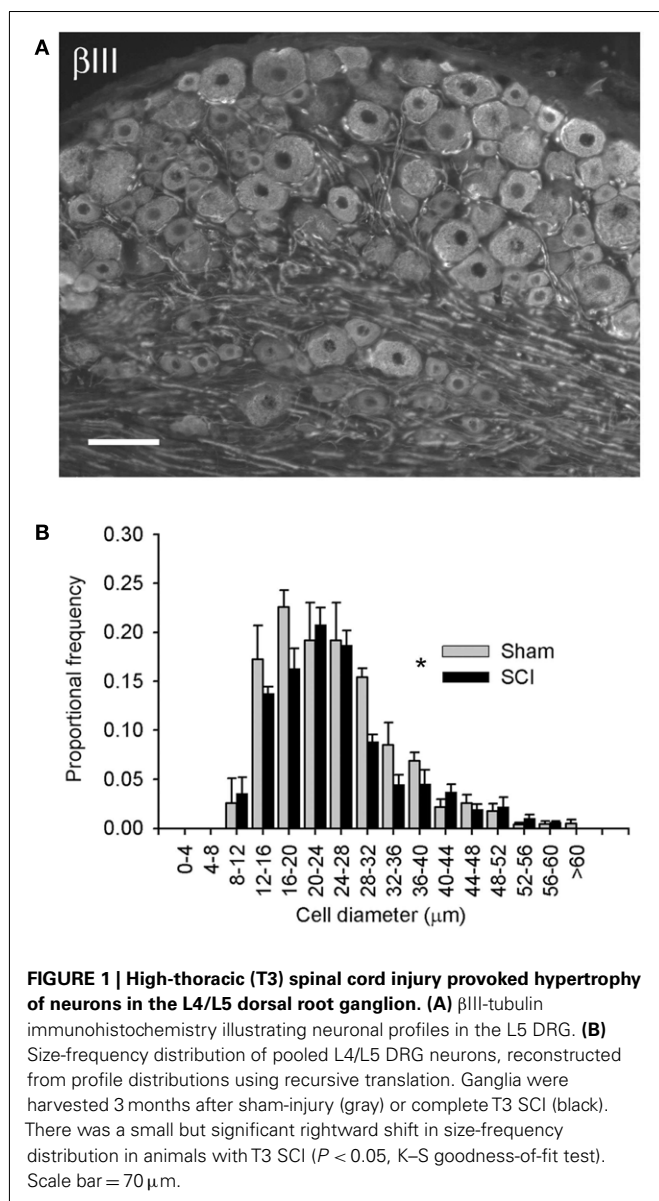 A
βIII
B
0.30
0.25
0.20
0.15
0.10
0.05
0.00
Proportional frequency
*
Sham
SCI
0-4
4-8
8-12
12-16
16-20
20-24
24-28
28-32
32-36
36-40
40-44
44-48
48-52
52-56
56-60
>60
Cell diameter (μm)
FIGURE 1 | High-thoracic (T3) spinal cord injury provoked hypertrophy
of neurons in the L4/L5 dorsal root ganglion. (A) βIII-tubulin
immunohistochemistry illustrating neuronal profiles in the L5 DRG. (B)
Size-frequency distribution of pooled L4/L5 DRG neurons, reconstructed
from profile distributions using recursive translation. Ganglia were
harvested 3 months after sham-injury (gray) or complete T3 SCI (black).
There was a small but significant rightward shift in size-frequency
distribution in animals with T3 SCI (P < 0.05, K–S goodness-of-fit test).
Scale bar = 70 μm.